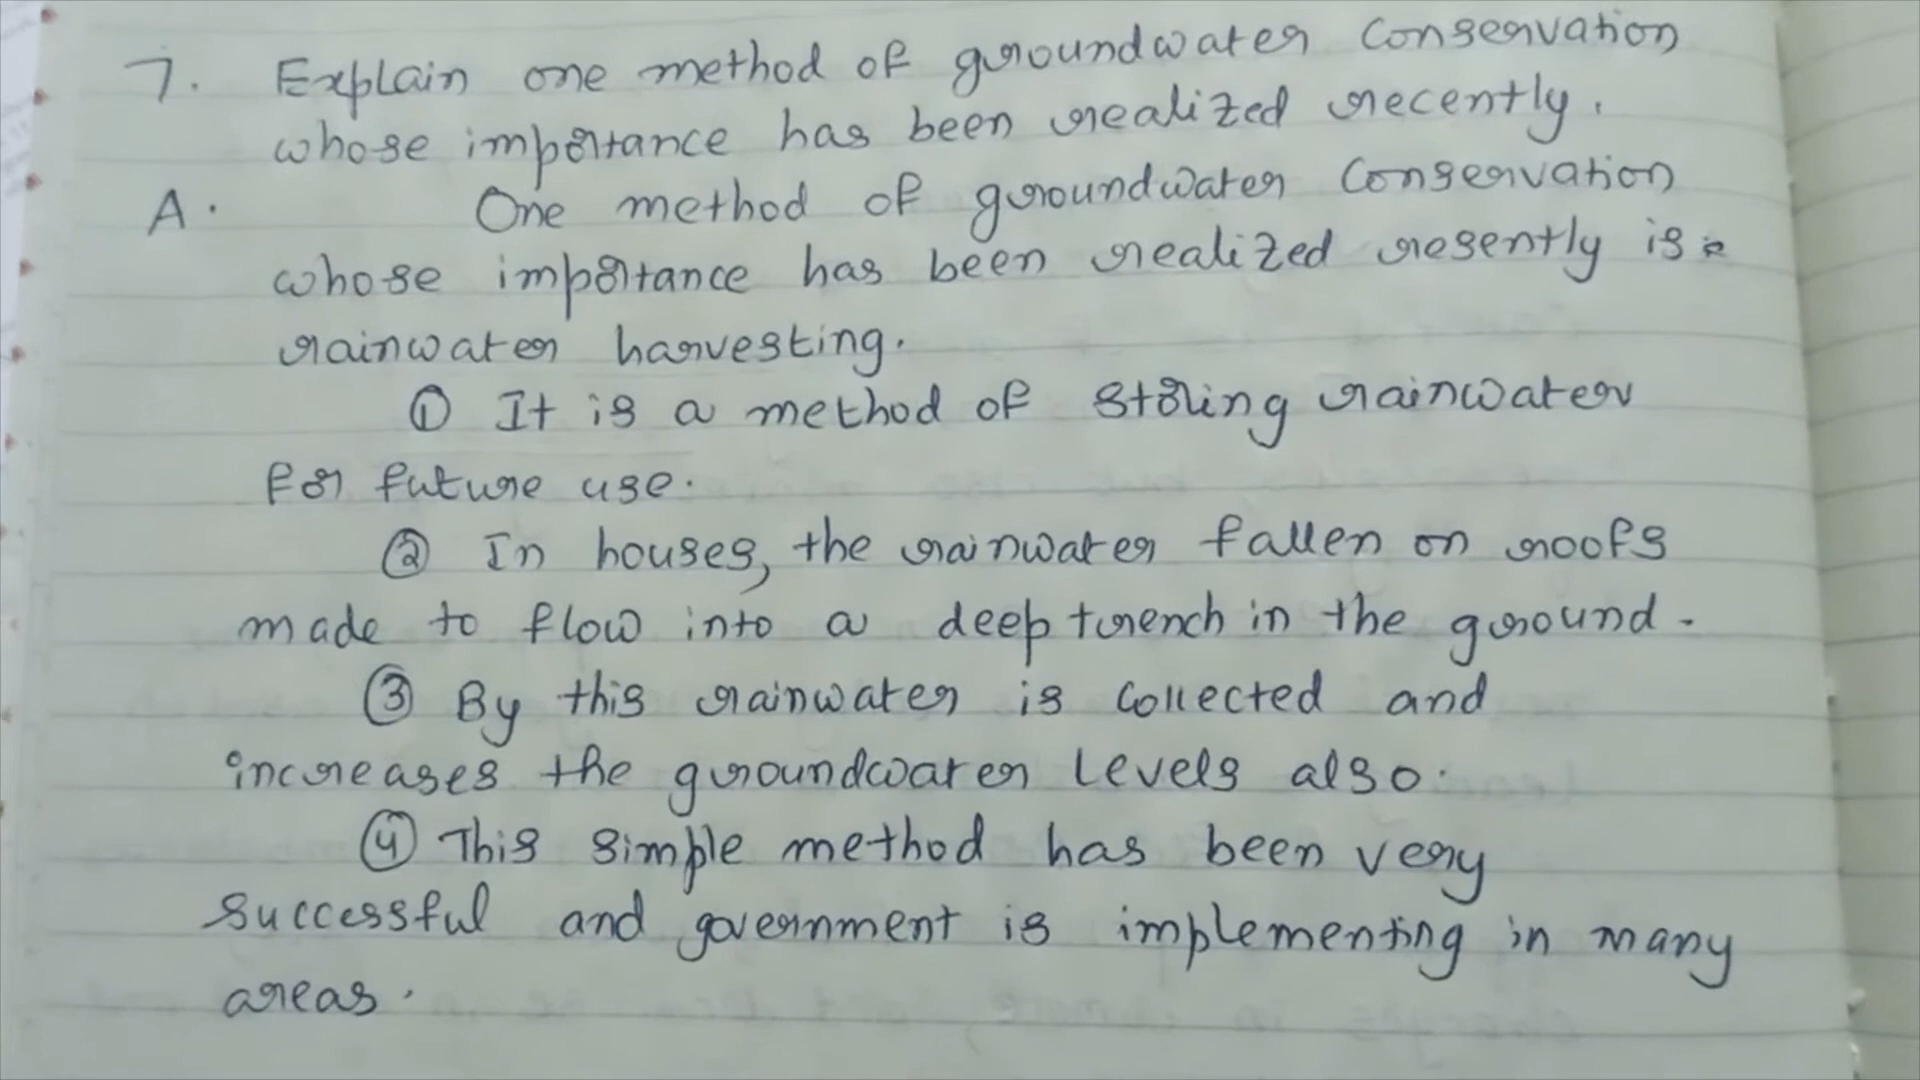 7. Explain one method of groundwater Conservation
whose importance has been realized recently.
A. One method of groundwater Conservation
whose importance has been realized resently is
rainwater harvesting.
① It is a method of storing rainwater
for future use.
② In houses, the rainwater fallen on roofs
made to flow into a deep trench in the ground.
③ By this rainwater is collected and
increases the groundwater levels also.
④ This simple method has been very
successful and government is implementing in many
areas.